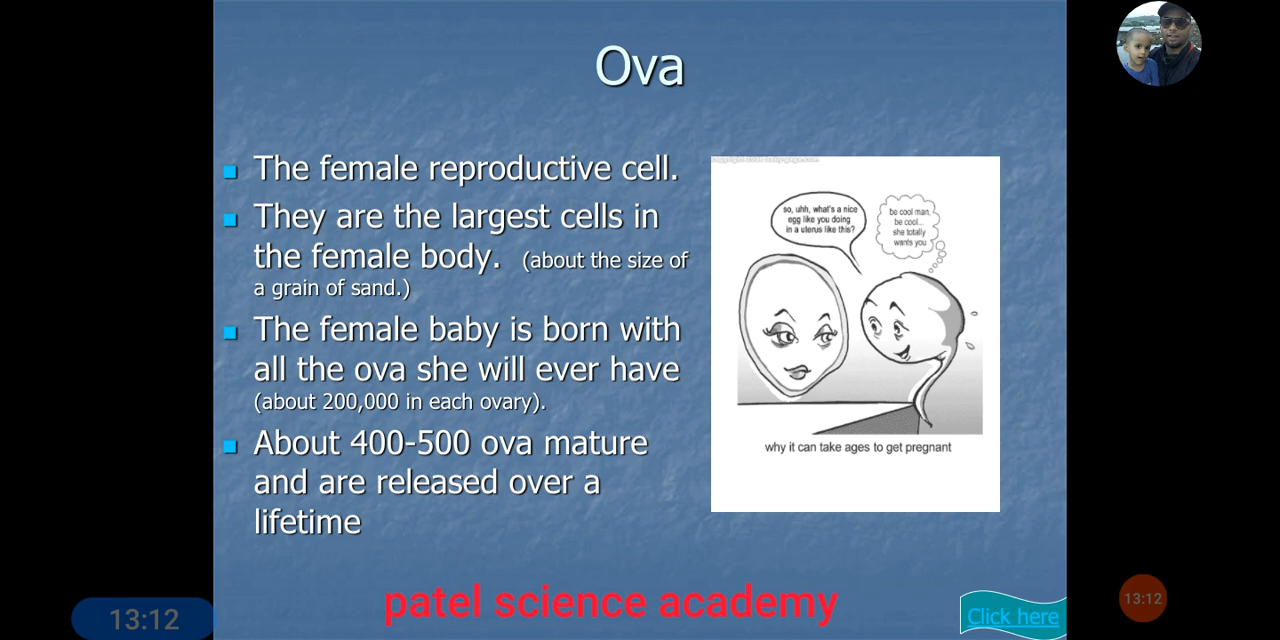 Ova
The female reproductive cell.
They are the largest cells in
the female body. (about the size of
a grain of sand.)
The female baby is born with
all the ova she will ever have
(about 200,000 in each ovary).
About 400-500 ova mature
and are released over a
lifetime
so, uhh, what's a nice
egg like you doing
in a uterus like this?
be cool man,
be cool...
she totally
wants you
why it can take ages to get pregnant
patel science academy
Click here
13:12
13:12